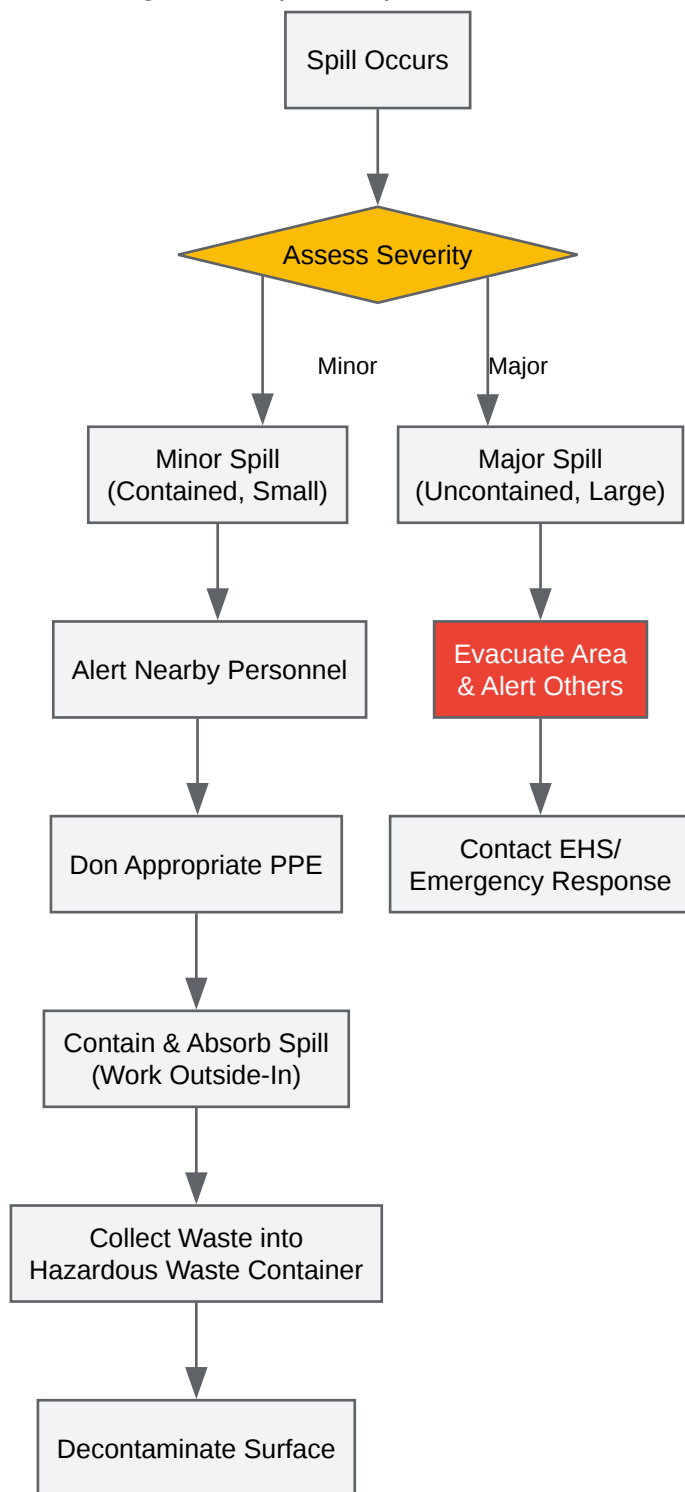 Spill Occurs
Assess Severity
Minor
Major
Minor Spill
(Contained, Small)
Major Spill
(Uncontained, Large)
Alert Nearby Personnel
Evacuate Area
& Alert Others
Don Appropriate PPE
Contact EHS/
Emergency Response
Contain & Absorb Spill
(Work Outside-In)
Collect Waste into
Hazardous Waste Container
Decontaminate Surface